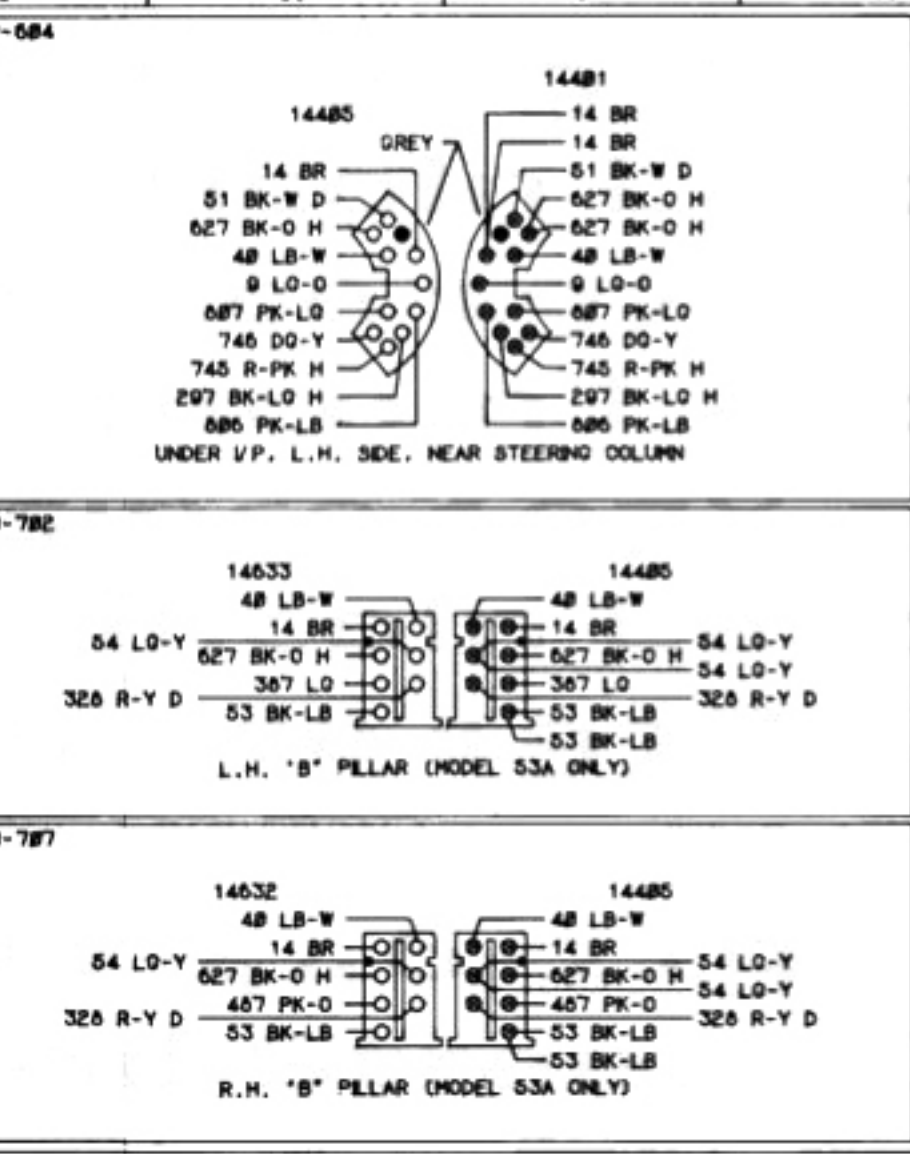 -604
14401
14405
14 BR
GREY
14 BR
14 BR
51 BK-W D
51 BK-W D
627 BK-O H
627 BK-O H
627 BK-O H
40 LB-W
40 LB-W
9 LG-O
9 LG-O
807 PK-LG
807 PK-LG
746 DG-Y
746 DG-Y
745 R-PK H
745 R-PK H
297 BK-LG H
297 BK-LG H
806 PK-LB
806 PK-LB
UNDER I/P, L.H. SIDE, NEAR STEERING COLUMN
-702
14633
14405
40 LB-W
40 LB-W
14 BR
14 BR
54 LG-Y
54 LG-Y
627 BK-O H
627 BK-O H
54 LG-Y
387 LG
387 LG
328 R-Y D
328 R-Y D
53 BK-LB
53 BK-LB
53 BK-LB
L.H. "B" PILLAR (MODEL 53A ONLY)
-707
14632
14405
40 LB-W
40 LB-W
14 BR
14 BR
54 LG-Y
54 LG-Y
627 BK-O H
627 BK-O H
54 LG-Y
487 PK-O
487 PK-O
328 R-Y D
328 R-Y D
53 BK-LB
53 BK-LB
53 BK-LB
R.H. "B" PILLAR (MODEL 53A ONLY)